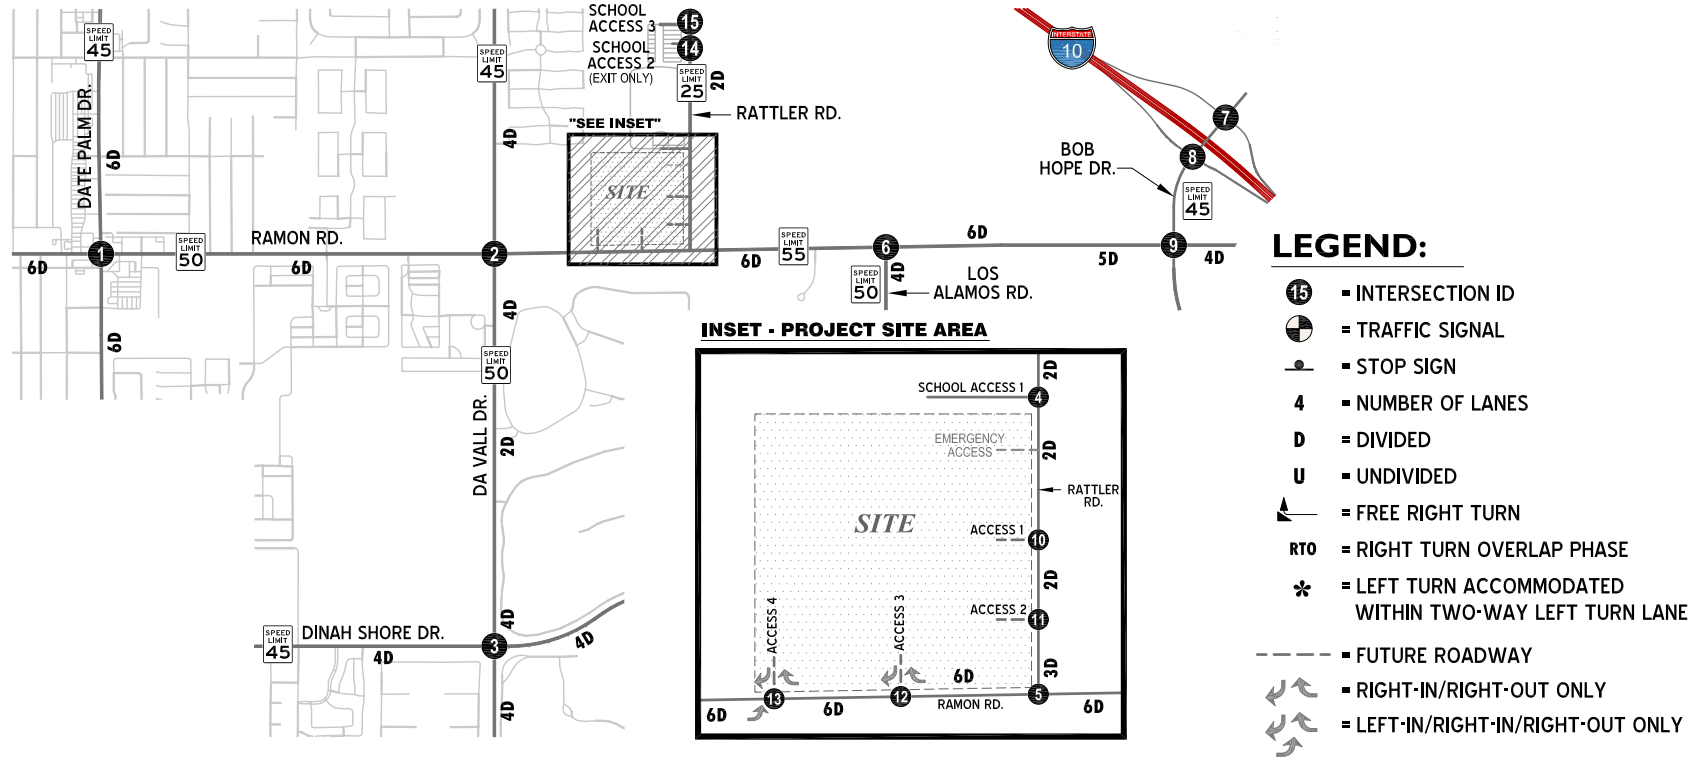 SCHOOL
ACCESS 3
15
SCHOOL
ACCESS 2
(EXIT ONLY)
14
SPEED
LIMIT
25
2D
RATTLER RD.
"SEE INSET"
SITE
SPEED
LIMIT
45
DATE PALM DR.
6D
SPEED
LIMIT
45
4D
INTERSTATE
10
7
8
BOB
HOPE DR.
SPEED
LIMIT
45
1
6D
SPEED
LIMIT
50
RAMON RD.
6D
2
6D
SPEED
LIMIT
55
6
6D
5D
9
4D
4D
SPEED
LIMIT
50
LOS
ALAMOS RD.
6D
4D
SPEED
LIMIT
50
DA VALL DR.
2D
4D
SPEED
LIMIT
45
DINAH SHORE DR.
4D
3
4D
4D
INSET - PROJECT SITE AREA
2D
SCHOOL ACCESS 1
4
EMERGENCY
ACCESS
2D
RATTLER
RD.
SITE
ACCESS 1
10
2D
ACCESS 2
11
3D
ACCESS 4
ACCESS 3
6D
13
6D
12
6D
RAMON RD.
5
6D
LEGEND:
15 = INTERSECTION ID
= TRAFFIC SIGNAL
= STOP SIGN
4 = NUMBER OF LANES
D = DIVIDED
U = UNDIVIDED
= FREE RIGHT TURN
RTO = RIGHT TURN OVERLAP PHASE
* = LEFT TURN ACCOMMODATED
WITHIN TWO-WAY LEFT TURN LANE
= FUTURE ROADWAY
= RIGHT-IN/RIGHT-OUT ONLY
= LEFT-IN/RIGHT-IN/RIGHT-OUT ONLY